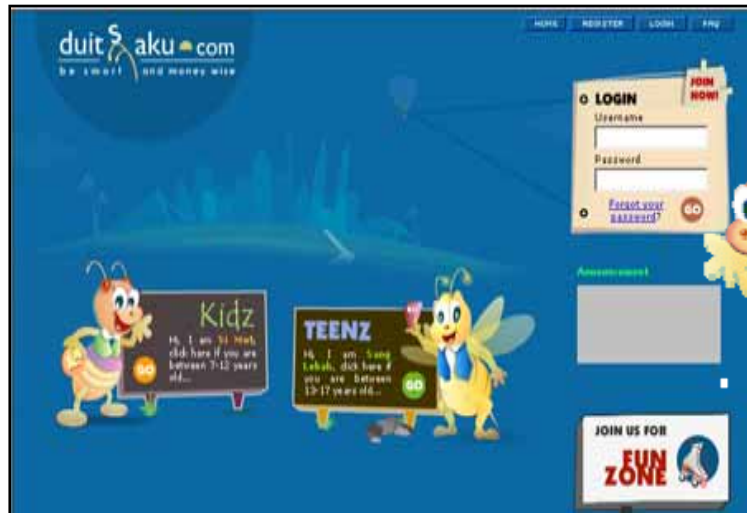 HOME REGISTER LOGIN FAQ
duit saku.com
be smart and money wise
JOIN
NOW!
LOGIN
Username
Password
Forgot your
password?
GO
Kidz
Hi, I am Si Mat,
click here if you are
between 7-12 years
old...
GO
TEENZ
Hi, I am Sang
Lebah, click here if
you are between
13-17 years old...
GO
Announcement
JOIN US FOR
FUN
ZONE